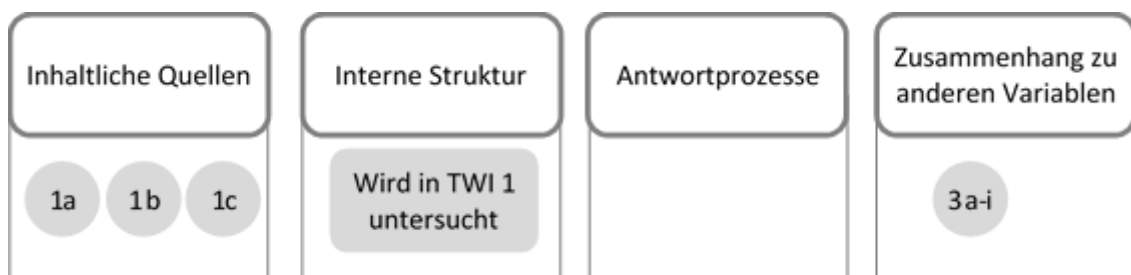 Inhaltliche Quellen
Interne Struktur
Antwortprozesse
Zusammenhang zu
anderen Variablen
1a
1b
1c
Wird in TWI 1
untersucht
3a-i